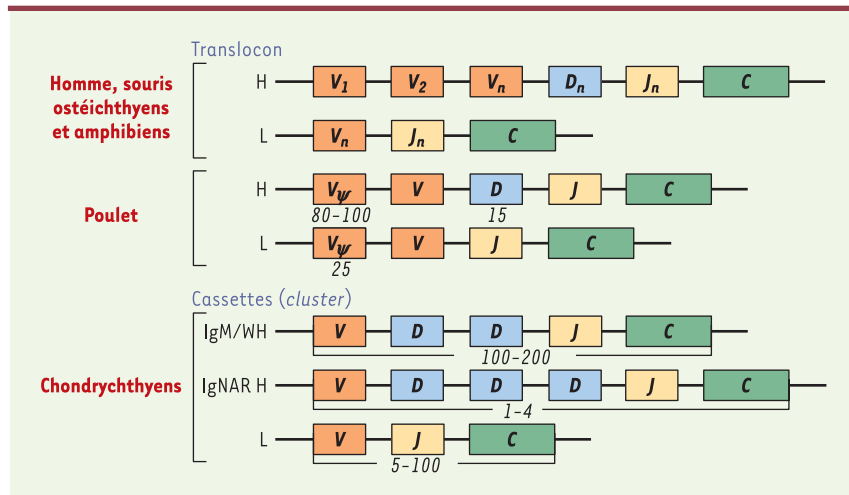 Translocon
Homme, souris
ostéichthyens
et amphibiens
H V1 V2 Vn Dn Jn C
L Vn Jn C
Poulet
H Vψ V D J C
80-100 15
L Vψ V J C
25
Cassettes (cluster)
Chondrychthyens
IgM/WH V D D J C
100-200
IgNAR H V D D D J C
1-4
L V J C
5-100